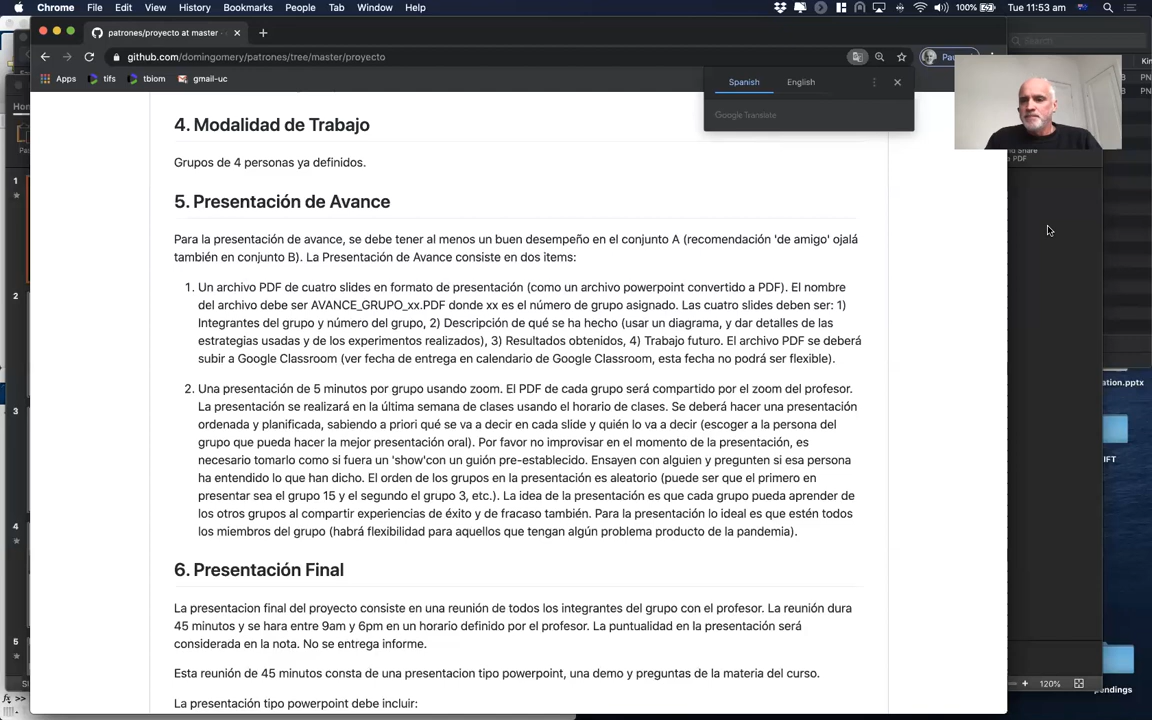 Chrome File Edit View History Bookmarks People Tab Window Help 100% Tue 11:53 am
patrones/proyecto at master
Search
github.com/domingomery/patrones/tree/master/proyecto
Apps tifs tbiom gmail-uc
Spanish English
Google Translate
4. Modalidad de Trabajo
Grupos de 4 personas ya definidos.
5. Presentación de Avance
Para la presentación de avance, se debe tener al menos un buen desempeño en el conjunto A (recomendación 'de amigo' ojalá
también en conjunto B). La Presentación de Avance consiste en dos items:
1. Un archivo PDF de cuatro slides en formato de presentación (como un archivo powerpoint convertido a PDF). El nombre
del archivo debe ser AVANCE_GRUPO_xx.PDF donde xx es el número de grupo asignado. Las cuatro slides deben ser: 1)
Integrantes del grupo y número del grupo, 2) Descripción de qué se ha hecho (usar un diagrama, y dar detalles de las
estrategias usadas y de los experimentos realizados), 3) Resultados obtenidos, 4) Trabajo futuro. El archivo PDF se deberá
subir a Google Classroom (ver fecha de entrega en calendario de Google Classroom, esta fecha no podrá ser flexible).
2. Una presentación de 5 minutos por grupo usando zoom. El PDF de cada grupo será compartido por el zoom del profesor.
La presentación se realizará en la última semana de clases usando el horario de clases. Se deberá hacer una presentación
ordenada y planificada, sabiendo a priori qué se va a decir en cada slide y quién lo va a decir (escoger a la persona del
grupo que pueda hacer la mejor presentación oral). Por favor no improvisar en el momento de la presentación, es
necesario tomarlo como si fuera un 'show'con un guión pre-establecido. Ensayen con alguien y pregunten si esa persona
ha entendido lo que han dicho. El orden de los grupos en la presentación es aleatorio (puede ser que el primero en
presentar sea el grupo 15 y el segundo el grupo 3, etc.). La idea de la presentación es que cada grupo pueda aprender de
los otros grupos al compartir experiencias de éxito y de fracaso también. Para la presentación lo ideal es que estén todos
los miembros del grupo (habrá flexibilidad para aquellos que tengan algún problema producto de la pandemia).
6. Presentación Final
La presentacion final del proyecto consiste en una reunión de todos los integrantes del grupo con el profesor. La reunión dura
45 minutos y se hara entre 9am y 6pm en un horario definido por el profesor. La puntualidad en la presentación será
considerada en la nota. No se entrega informe.
Esta reunión de 45 minutos consta de una presentacion tipo powerpoint, una demo y preguntas de la materia del curso.
La presentación tipo powerpoint debe incluir:
1
2
3
4
5
120%